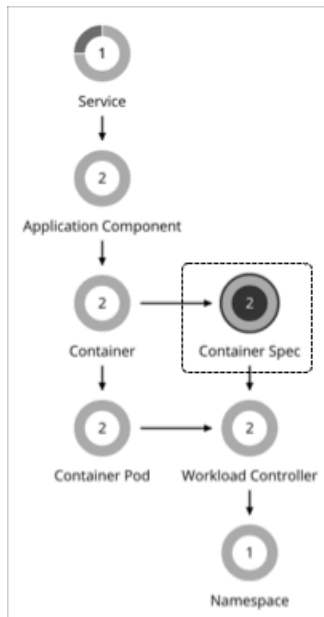 1
Service
2
Application Component
2
2
Container
Container Spec
2
2
Container Pod
Workload Controller
1
Namespace